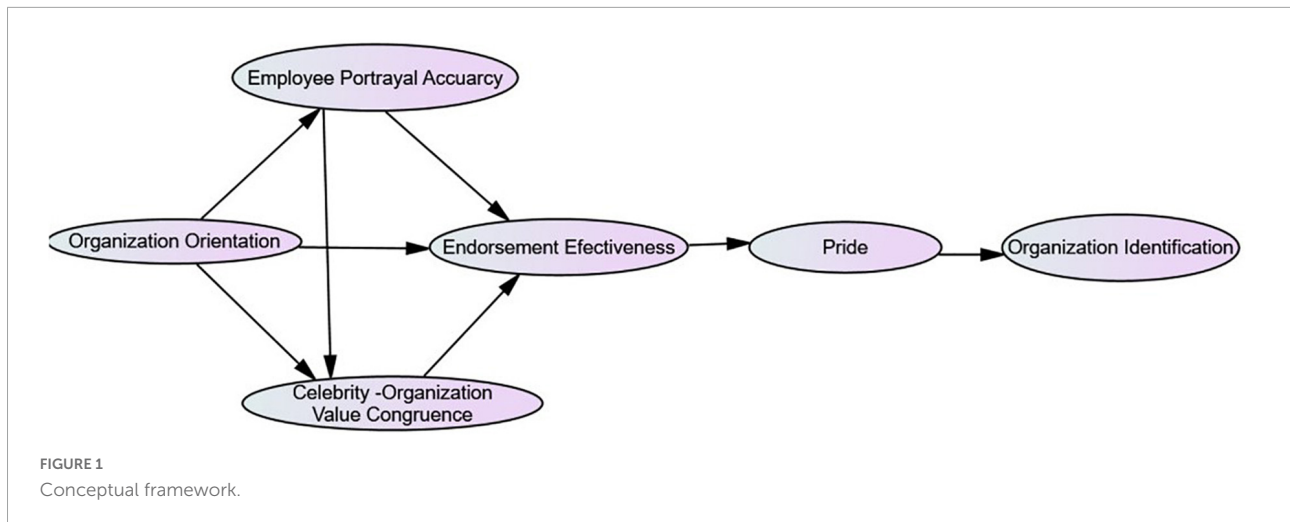 Employee Portrayal Accuarcy
Organization Orientation
Endorsement Efectiveness
Pride
Organization Identification
Celebrity -Organization
Value Congruence
FIGURE 1
Conceptual framework.